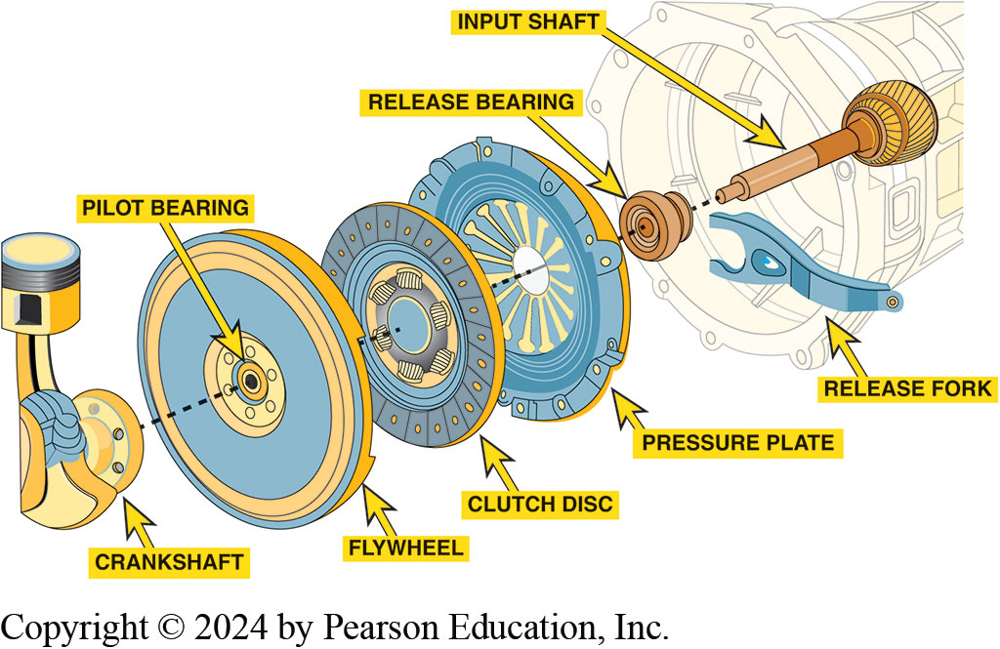 INPUT SHAFT
RELEASE BEARING
PILOT BEARING
RELEASE FORK
PRESSURE PLATE
CLUTCH DISC
FLYWHEEL
CRANKSHAFT
Copyright © 2024 by Pearson Education, Inc.